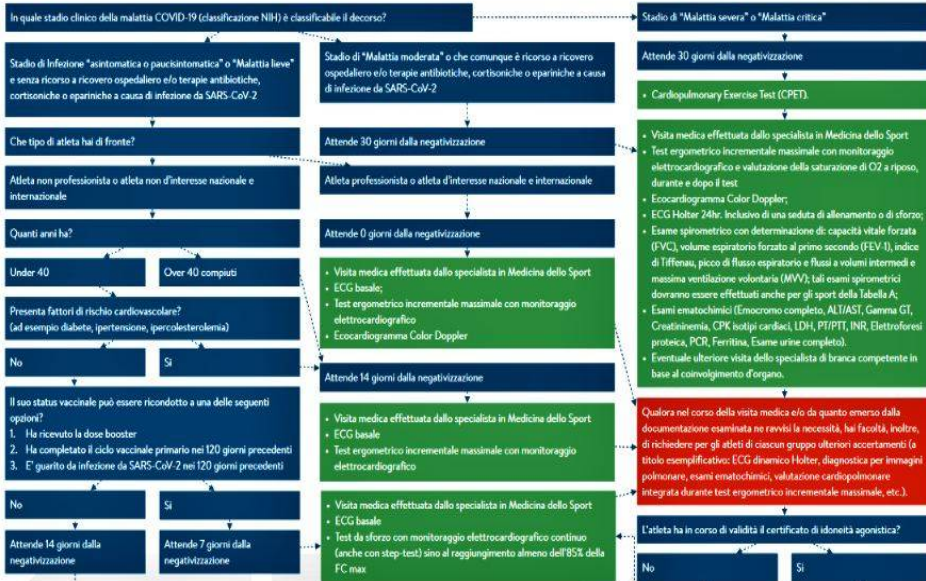 In quale stadio clinico della malattia COVID-19 (classificazione NIH) è classificabile il decorso?
Stadio di Infezione "asintomatica o paucisintomatica" o "Malattia lieve"
e senza ricorso a ricovero ospedaliero e/o terapie antibiotiche,
cortisoniche o epariniche a causa di infezione da SARS-CoV-2
Stadio di "Malattia moderata" o che comunque è ricorso a ricovero
ospedaliero e/o terapie antibiotiche, cortisoniche o epariniche a causa
di infezione da SARS-CoV-2
Che tipo di atleta hai di fronte?
Attende 30 giorni dalla negativizzazione
Atleta non professionista o atleta non d'interesse nazionale e
internazionale
Atleta professionista o atleta d'interesse nazionale e internazionale
Quanti anni ha?
Attende 0 giorni dalla negativizzazione
Under 40
Over 40 compiuti
• Visita medica effettuata dallo specialista in Medicina dello Sport
• ECG basale;
• Test ergometrico incrementale massimale con monitoraggio
elettrocardiografico
• Ecocardiogramma Color Doppler
Presenta fattori di rischio cardiovascolare?
(ad esempio diabete, ipertensione, ipercolesterolemia)
No
Si
Attende 14 giorni dalla negativizzazione
Il suo status vaccinale può essere ricondotto a una delle seguenti
opzioni?
1. Ha ricevuto la dose booster
2. Ha completato il ciclo vaccinale primario nei 120 giorni precedenti
3. E' guarito da infezione da SARS-CoV-2 nei 120 giorni precedenti
• Visita medica effettuata dallo specialista in Medicina dello Sport
• ECG basale
• Test ergometrico incrementale massimale con monitoraggio
elettrocardiografico
No
Si
• Visita medica effettuata dallo specialista in Medicina dello Sport
• ECG basale
• Test da sforzo con monitoraggio elettrocardiografico continuo
(anche con step-test) sino al raggiungimento almeno dell'85% della
FC max
Attende 14 giorni dalla
negativizzazione
Attende 7 giorni dalla
negativizzazione
Stadio di "Malattia severa" o "Malattia critica"
Attende 30 giorni dalla negativizzazione
• Cardiopulmonary Exercise Test (CPET).
• Visita medica effettuata dallo specialista in Medicina dello Sport
• Test ergometrico incrementale massimale con monitoraggio
elettrocardiografico e valutazione della saturazione di O2 a riposo,
durante e dopo il test
• Ecocardiogramma Color Doppler;
• ECG Holter 24hr. Inclusivo di una seduta di allenamento o di sforzo;
• Esame spirometrico con determinazione di: capacità vitale forzata
(FVC), volume espiratorio forzato al primo secondo (FEV-1), indice
di Tiffenau, picco di flusso espiratorio e flussi a volumi intermedi e
massima ventilazione volontaria (MVV); tali esami spirometrici
dovranno essere effettuati anche per gli sport della Tabella A;
• Esami ematochimici (Emocromo completo, ALT/AST, Gamma GT,
Creatininemia, CPK isotipi cardiaci, LDH, PT/PTT, INR, Elettroforesi
proteica, PCR, Ferritina, Esame urine completo).
• Eventuale ulteriore visita dello specialista di branca competente in
base al coinvolgimento d'organo.
Qualora nel corso della visita medica e/o da quanto emerso dalla
documentazione esaminata ne ravvisi la necessità, hai facoltà, inoltre,
di richiedere per gli atleti di ciascun gruppo ulteriori accertamenti (a
titolo esemplificativo: ECG dinamico Holter, diagnostica per immagini
polmonare, esami ematochimici, valutazione cardiopolmonare
integrata durante test ergometrico incrementale massimale, etc.).
L'atleta ha in corso di validità il certificato di idoneità agonistica?
No
Si